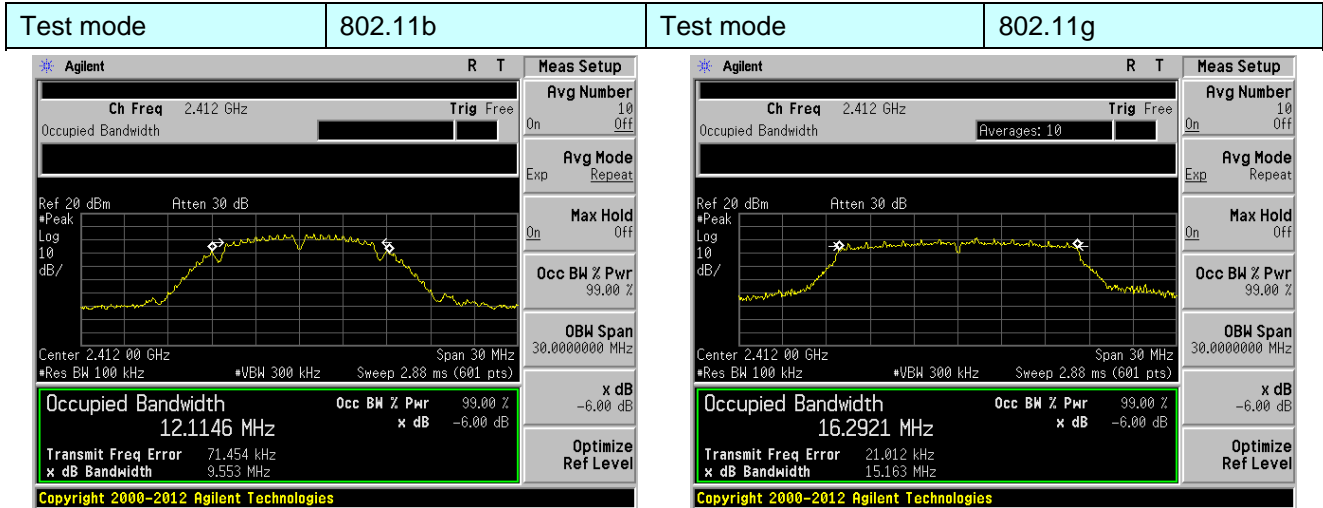 Test mode 802.11b Test mode 802.11g
Agilent R T Meas Setup
Avg Number
10
On Off
Ch Freq 2.412 GHz Trig Free
Occupied Bandwidth
Avg Mode
Exp Repeat
Ref 20 dBm Atten 30 dB
#Peak
Log
10
dB/
Max Hold
On Off
Occ BW % Pwr
99.00 %
OBW Span
30.0000000 MHz
Center 2.412 00 GHz Span 30 MHz
#Res BW 100 kHz #VBW 300 kHz Sweep 2.88 ms (601 pts)
x dB
-6.00 dB
Occupied Bandwidth Occ BW % Pwr 99.00 %
12.1146 MHz x dB -6.00 dB
Transmit Freq Error 71.454 kHz
x dB Bandwidth 9.553 MHz
Optimize
Ref Level
Copyright 2000-2012 Agilent Technologies
Agilent R T Meas Setup
Avg Number
10
On Off
Ch Freq 2.412 GHz Trig Free
Occupied Bandwidth Averages: 10
Avg Mode
Exp Repeat
Ref 20 dBm Atten 30 dB
#Peak
Log
10
dB/
Max Hold
On Off
Occ BW % Pwr
99.00 %
OBW Span
30.0000000 MHz
Center 2.412 00 GHz Span 30 MHz
#Res BW 100 kHz #VBW 300 kHz Sweep 2.88 ms (601 pts)
x dB
-6.00 dB
Occupied Bandwidth Occ BW % Pwr 99.00 %
16.2921 MHz x dB -6.00 dB
Transmit Freq Error 21.012 kHz
x dB Bandwidth 15.163 MHz
Optimize
Ref Level
Copyright 2000-2012 Agilent Technologies